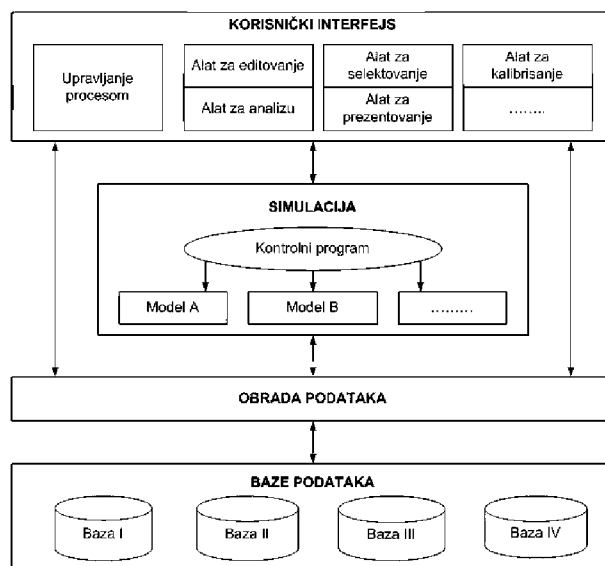 KORISNIČKI INTERFEJS
Upravljanje
procesom
Alat za editovanje
Alat za analizu
Alat za
selektovanje
Alat za
prezentovanje
Alat za
kalibrisanje
........
SIMULACIJA
Kontrolni program
Model A
Model B
.........
OBRADA PODATAKA
BAZE PODATAKA
Baza I
Baza II
Baza III
Baza IV